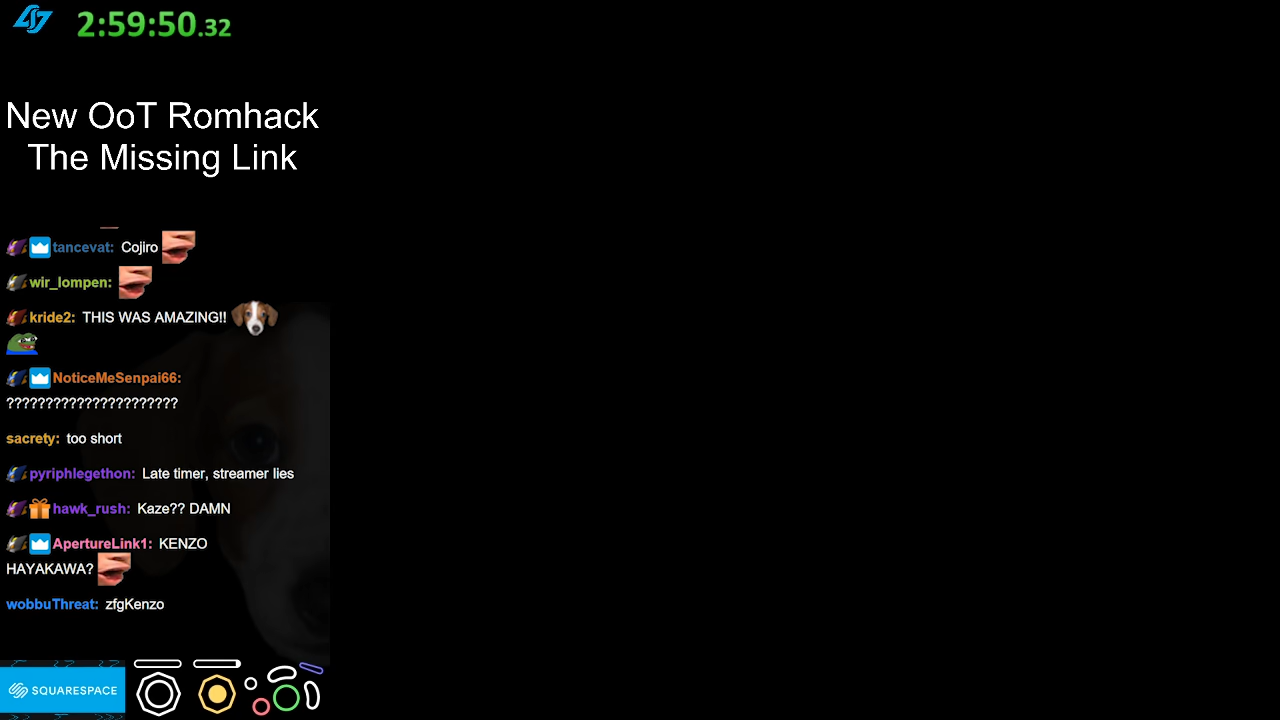 2:59:50.32
New OoT Romhack
The Missing Link
tancevat: Cojiro
wir_lompen:
kride2: THIS WAS AMAZING!!
NoticeMeSenpai66:
??????????????????????
sacrety: too short
pyriphlegethon: Late timer, streamer lies
hawk_rush: Kaze?? DAMN
ApertureLink1: KENZO
HAYAKAWA?
wobbuThreat: zfgKenzo
SQUARESPACE